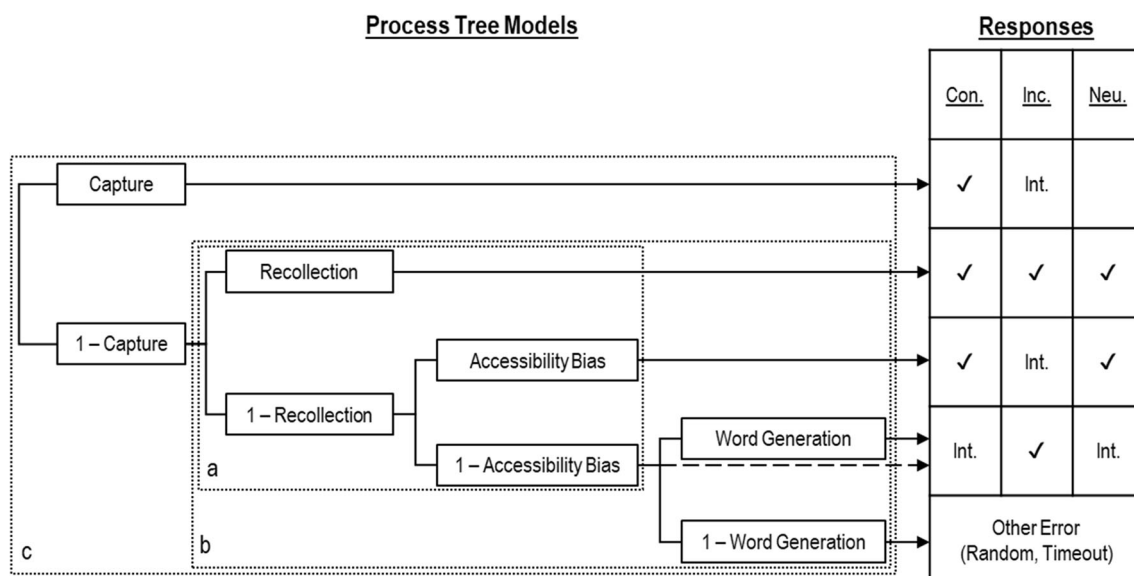 Process Tree Models
Responses
Con. Inc. Neu.
Capture
✓ Int.
Recollection
✓ ✓ ✓
1 – Capture
Accessibility Bias
✓ Int. ✓
1 – Recollection
Word Generation
Int. ✓ Int.
1 – Accessibility Bias
a
Other Error
(Random, Timeout)
1 – Word Generation
b
c